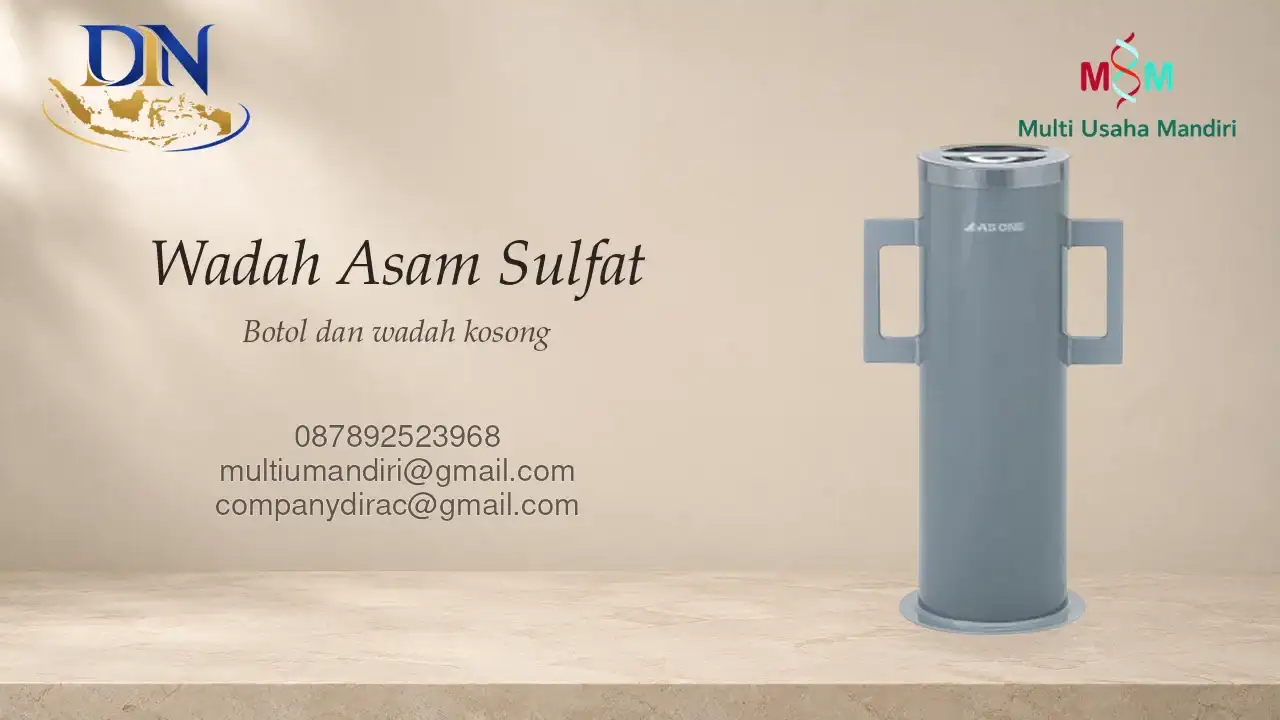 DIN
MSM
Multi Usaha Mandiri
AS ONE
Wadah Asam Sulfat
Botol dan wadah kosong
087892523968
multiumandiri@gmail.com
companydirac@gmail.com